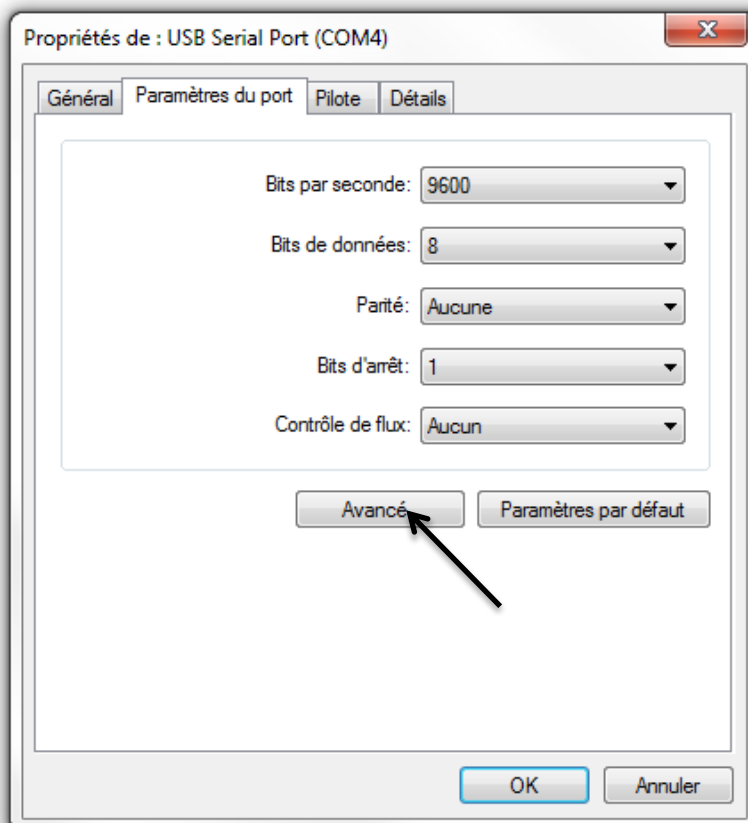 Propriétés de : USB Serial Port (COM4)
Général Paramètres du port Pilote Détails
Bits par seconde: 9600
Bits de données: 8
Parité: Aucune
Bits d'arrêt: 1
Contrôle de flux: Aucun
Avancé Paramètres par défaut
OK Annuler